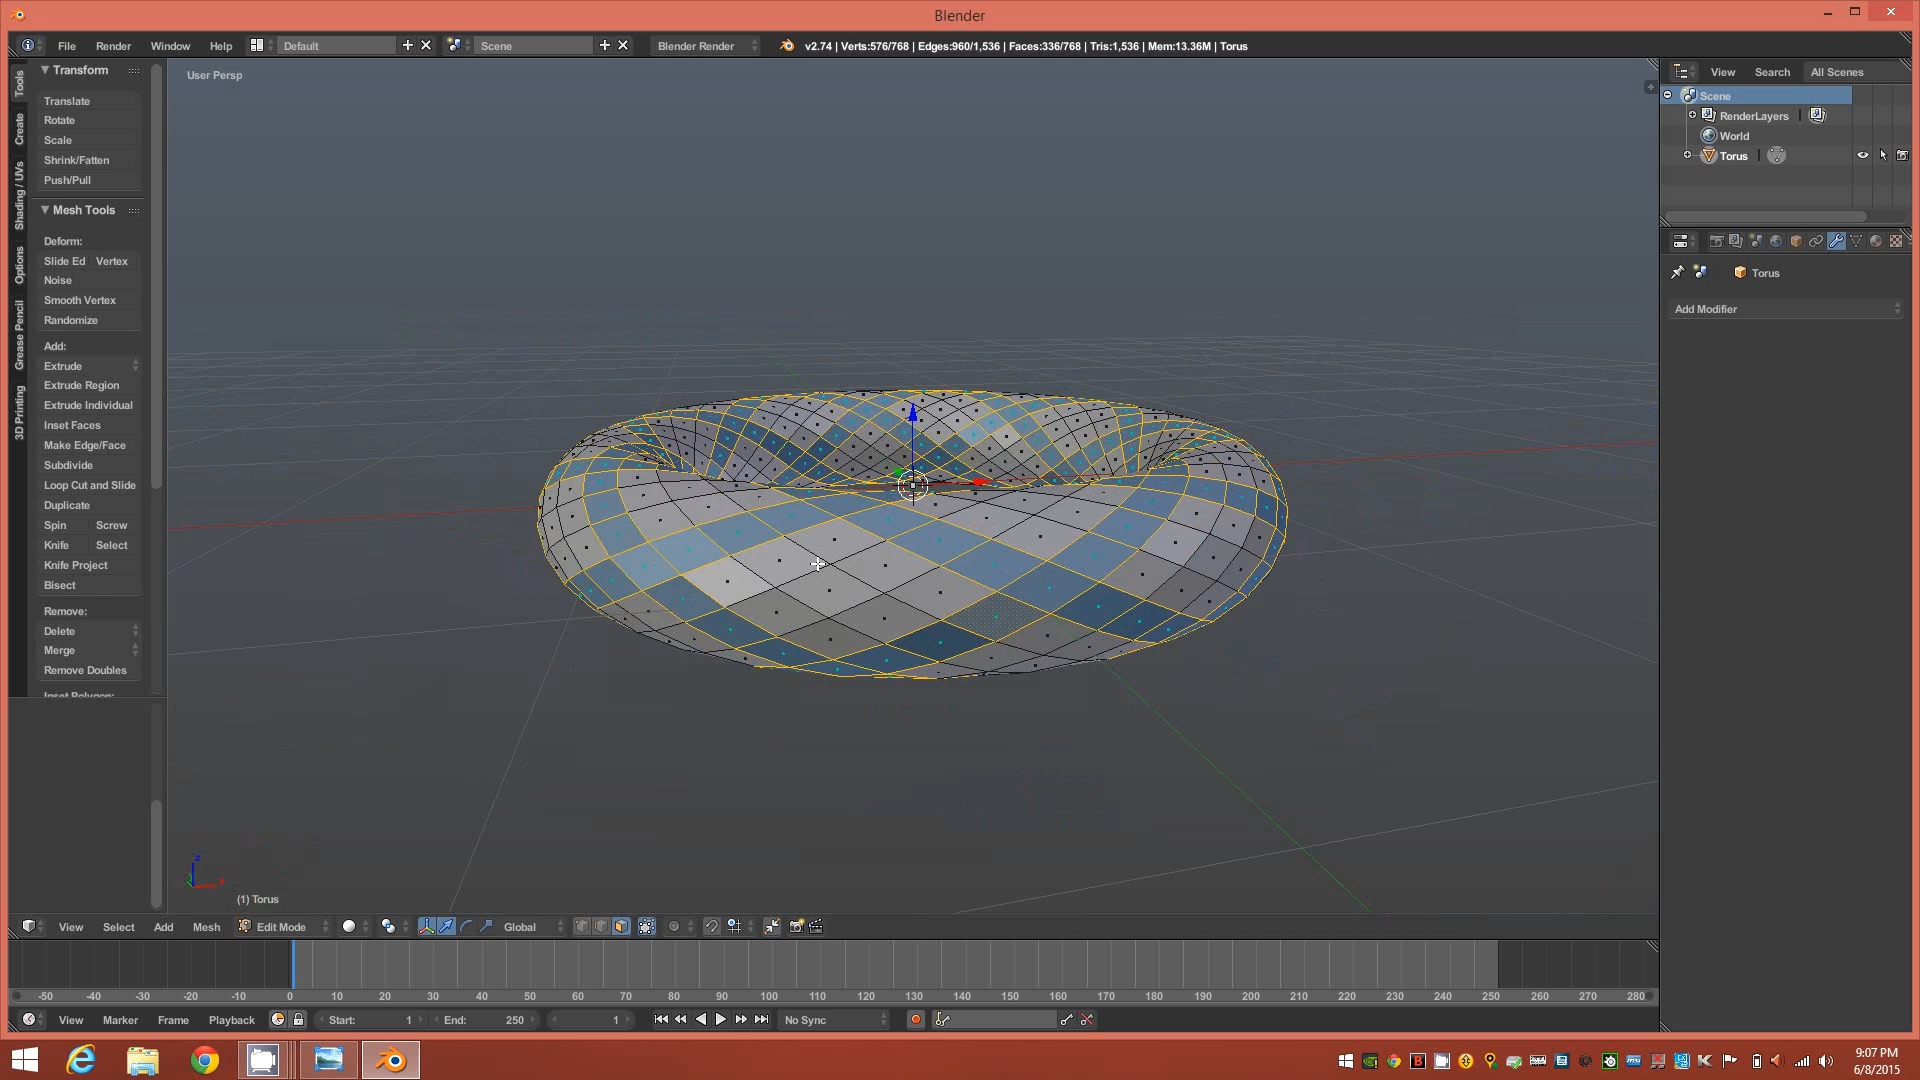 Blender
File Render Window Help Default Scene Blender Render v2.74 | Verts:576/768 | Edges:960/1,536 | Faces:336/768 | Tris:1,536 | Mem:13.36M | Torus
User Persp
Tools
Create
Shading / UVs
Options
Grease Pencil
3D Printing
Transform
Translate
Rotate
Scale
Shrink/Fatten
Push/Pull
Mesh Tools
Deform:
Slide Ed Vertex
Noise
Smooth Vertex
Randomize
Add:
Extrude
Extrude Region
Extrude Individual
Inset Faces
Make Edge/Face
Subdivide
Loop Cut and Slide
Duplicate
Spin Screw
Knife Select
Knife Project
Bisect
Remove:
Delete
Merge
Remove Doubles
Inset Polygon:
View Search All Scenes
Scene
RenderLayers
World
Torus
Torus
Add Modifier
z
x
(1) Torus
View Select Add Mesh Edit Mode Global
-50 -40 -30 -20 -10 0 10 20 30 40 50 60 70 80 90 100 110 120 130 140 150 160 170 180 190 200 210 220 230 240 250 260 270 280
View Marker Frame Playback Start: 1 End: 250 1 No Sync
9:07 PM
6/8/2015